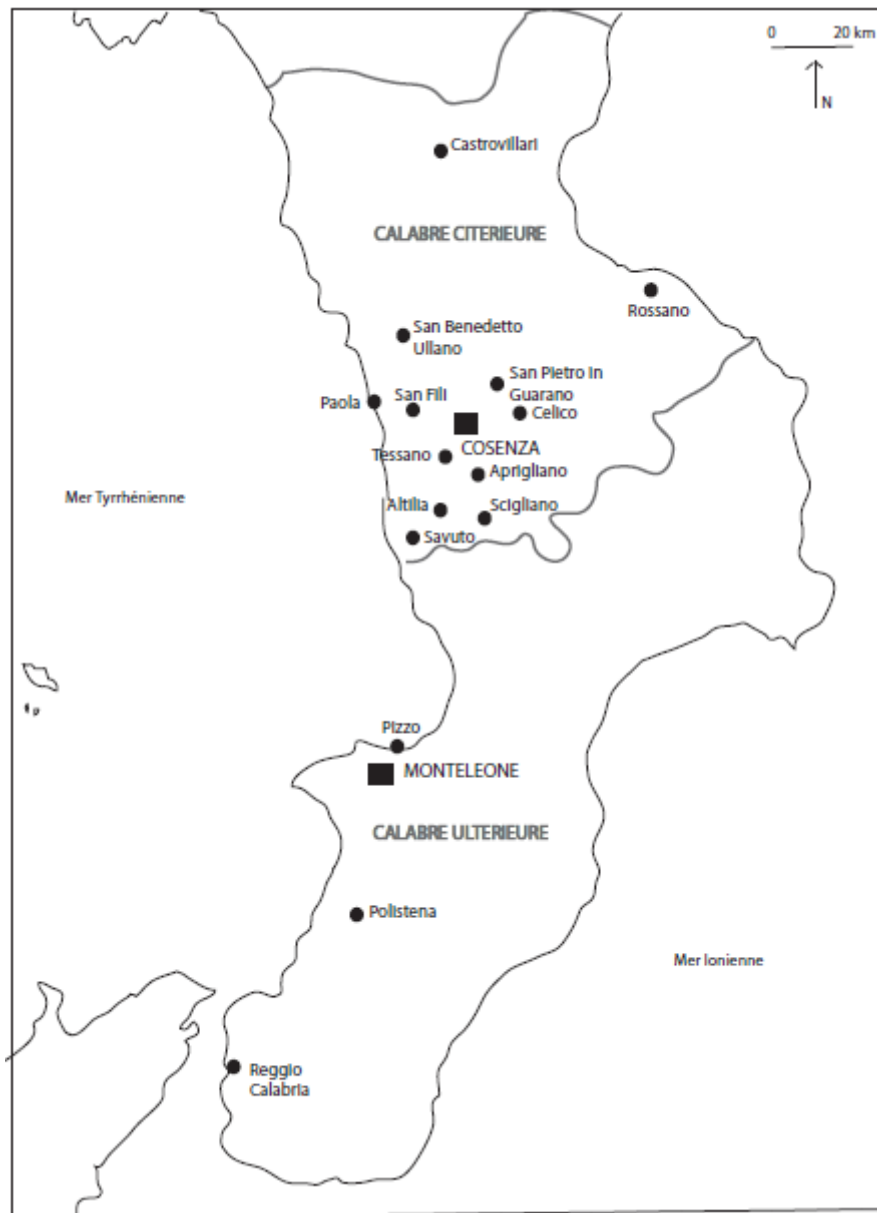 0 20 km
N
Castrovillari
CALABRE CITERIEURE
Rossano
San Benedetto
Ullano
San Pietro in
Guarano
Paola
San Fili
Celico
COSENZA
Tessano
Aprigliano
Mer Tyrrhénienne
Altilia
Scigliano
Savuto
Pizzo
MONTELEONE
CALABRE ULTERIEURE
Polistena
Mer Ionienne
Reggio
Calabria